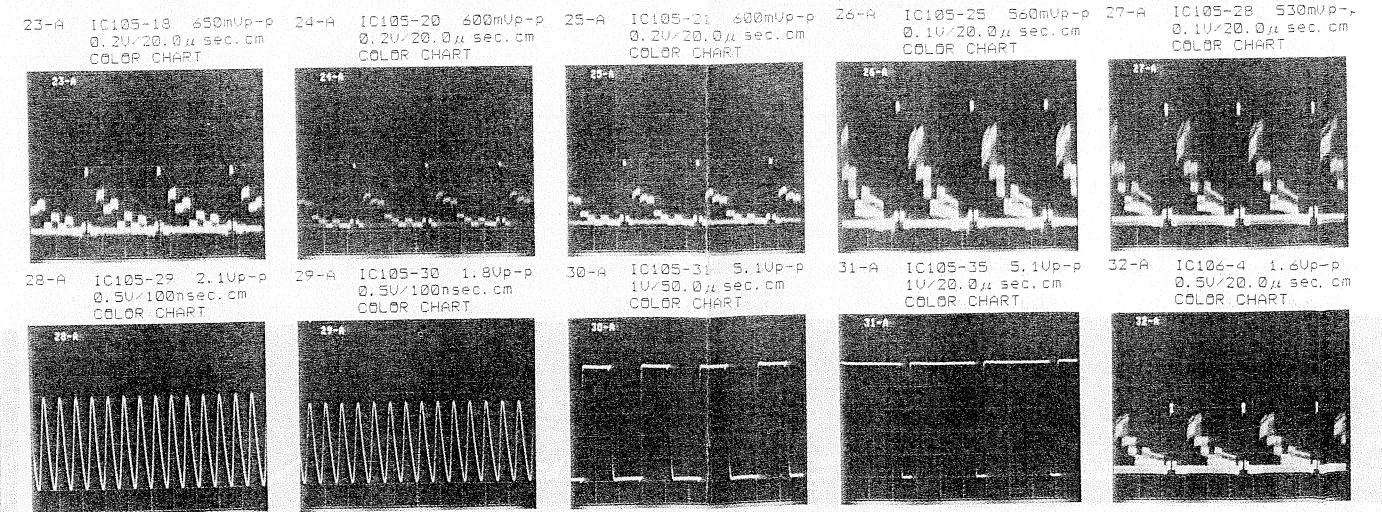 23-A IC105-18 650mVp-p
0.2V/20.0μ sec.cm
COLOR CHART
23-A
24-A IC105-20 600mVp-p
0.2V/20.0μ sec.cm
COLOR CHART
24-A
25-A IC105-21 600mVp-p
0.2V/20.0μ sec.cm
COLOR CHART
25-A
26-A IC105-25 560mVp-p
0.1V/20.0μ sec.cm
COLOR CHART
26-A
27-A IC105-28 530mVp-p
0.1V/20.0μ sec.cm
COLOR CHART
27-A
28-A IC105-29 2.1Vp-p
0.5V/100nsec.cm
COLOR CHART
28-A
29-A IC105-30 1.8Vp-p
0.5V/100nsec.cm
COLOR CHART
29-A
30-A IC105-31 5.1Vp-p
1V/50.0μ sec.cm
COLOR CHART
30-A
31-A IC105-35 5.1Vp-p
1V/20.0μ sec.cm
COLOR CHART
31-A
32-A IC106-4 1.6Vp-p
0.5V/20.0μ sec.cm
COLOR CHART
32-A